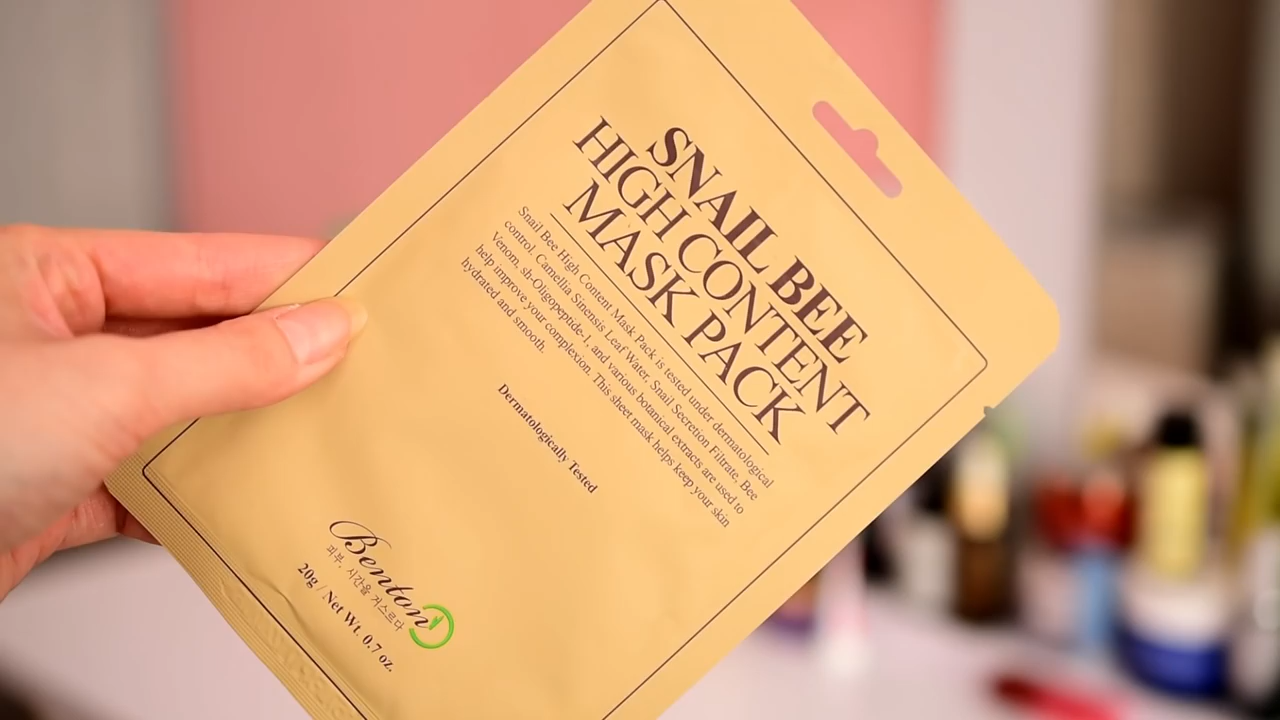 SNAIL BEE
HIGH CONTENT
MASK PACK
Snail Bee High Content Mask Pack is tested under dermatological
control. Camellia Sinensis Leaf Water, Snail Secretion Filtrate, Bee
Venom, sh-Oligopeptide-1, and various botanical extracts are used to
help improve your complexion. This sheet mask helps keep your skin
hydrated and smooth.
Dermatologically Tested
Benton
피부, 시간을 거스르다
20g / Net Wt. 0.7 oz.